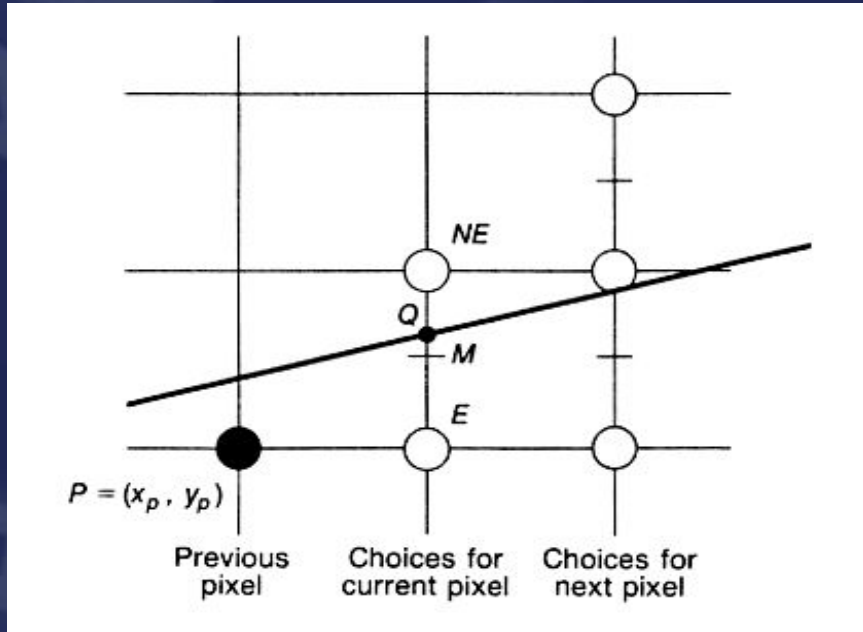 NE
Q
M
E
P = (xp , yp)
Previous pixel
Choices for current pixel
Choices for next pixel